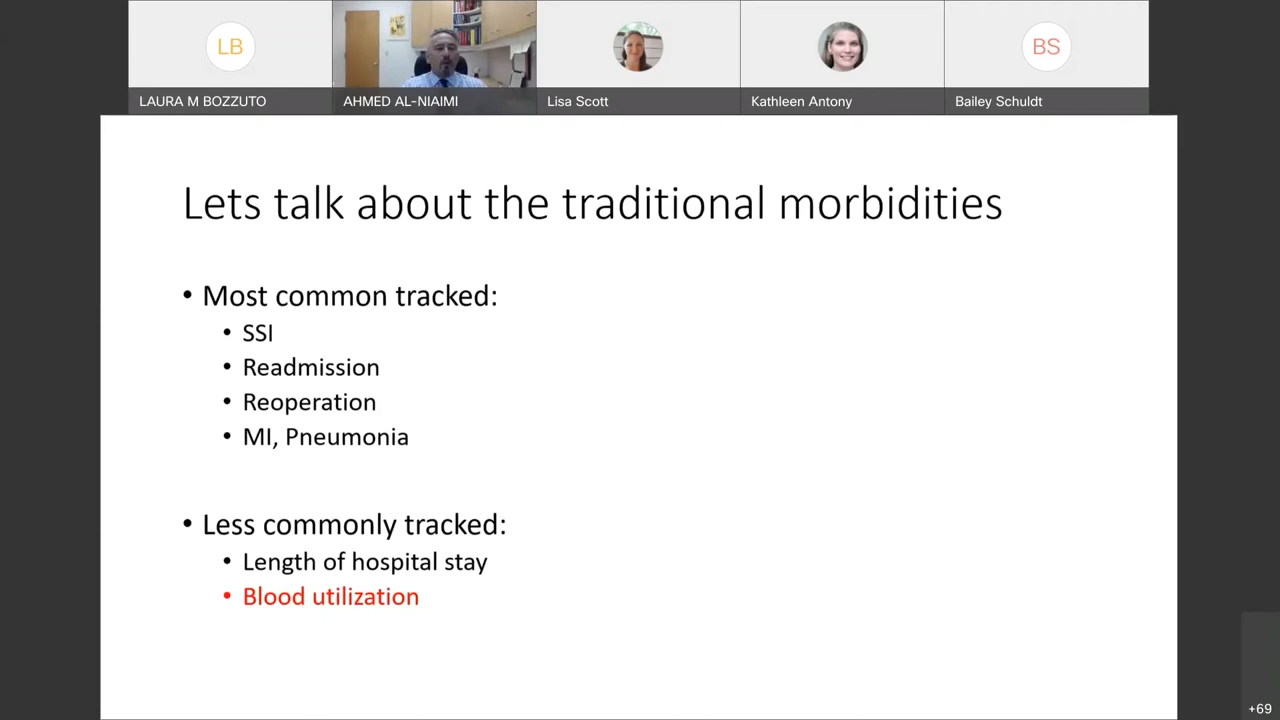 LB
BS
LAURA M BOZZUTO
AHMED AL-NIAIMI
Lisa Scott
Kathleen Antony
Bailey Schuldt
Lets talk about the traditional morbidities
• Most common tracked:
• SSI
• Readmission
• Reoperation
• MI, Pneumonia
• Less commonly tracked:
• Length of hospital stay
• Blood utilization
+69